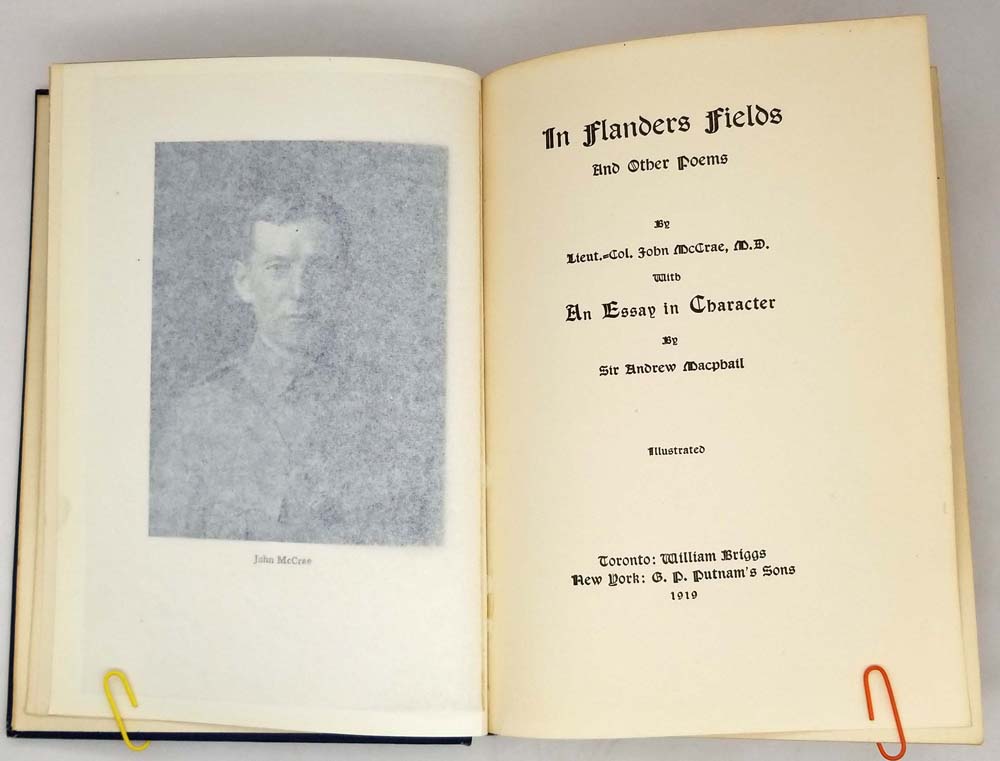 John McCrae
In Flanders Fields
And Other Poems
By
Lieut.=Col. John McCrae, M.D.
With
An Essay in Character
By
Sir Andrew Macphail
Illustrated
Toronto: William Briggs
New York: G. P. Putnam's Sons
1919